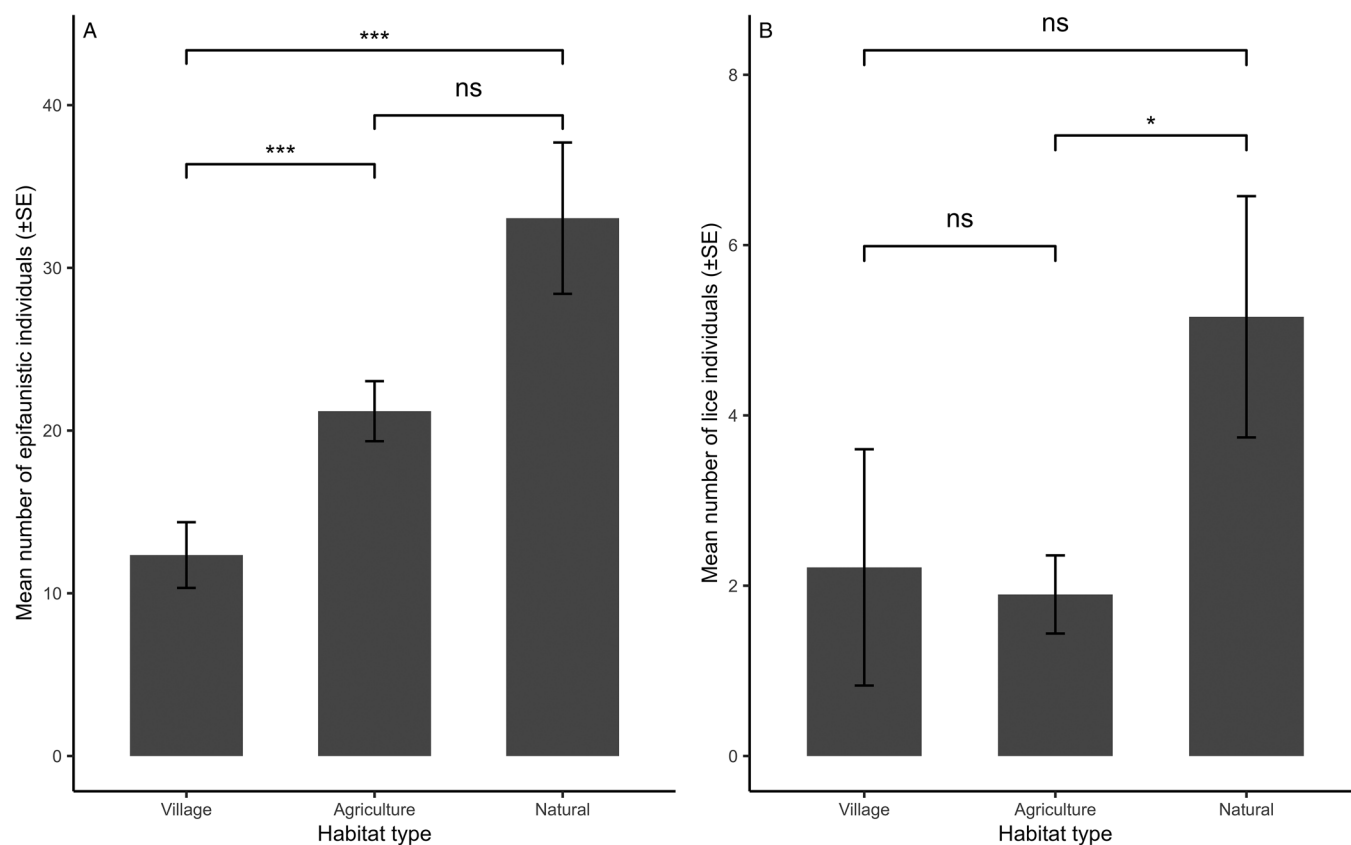 A
***
ns
***
40
30
20
10
0
Mean number of epifaunistic individuals (±SE)
Village Agriculture Natural
Habitat type
B
ns
*
ns
8
6
4
2
0
Mean number of lice individuals (±SE)
Village Agriculture Natural
Habitat type